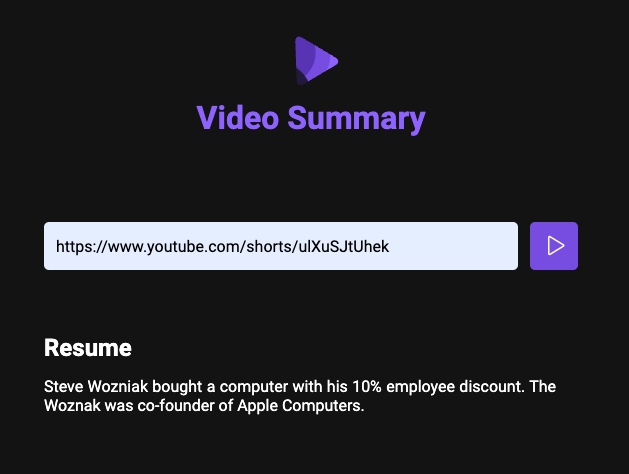 Video Summary
https://www.youtube.com/shorts/ulXuSJtUhek
Resume
Steve Wozniak bought a computer with his 10% employee discount. The
Woznak was co-founder of Apple Computers.